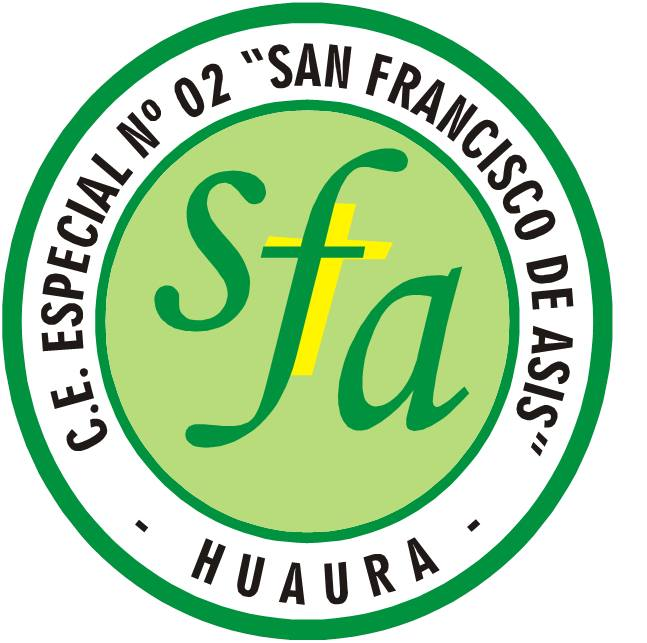 C.E. ESPECIAL Nº 02 “SAN FRANCISCO DE ASIS”
sfa
- HUAURA -